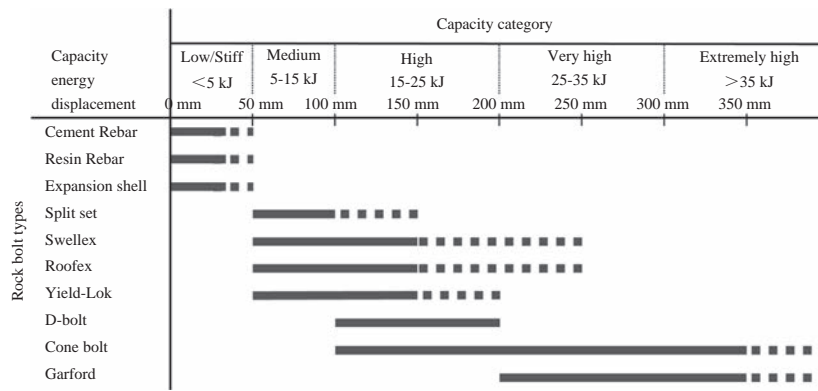 Capacity category
Capacity
energy
displacement
Low/Stiff Medium High Very high Extremely high
<5 kJ 5-15 kJ 15-25 kJ 25-35 kJ >35 kJ
0 mm 50 mm 100 mm 150 mm 200 mm 300 mm 350 mm
Rock bolt types
Cement Rebar
Resin Rebar
Expansion shell
Split set
Swellex
Roofex
Yield-Lok
D-bolt
Cone bolt
Garford